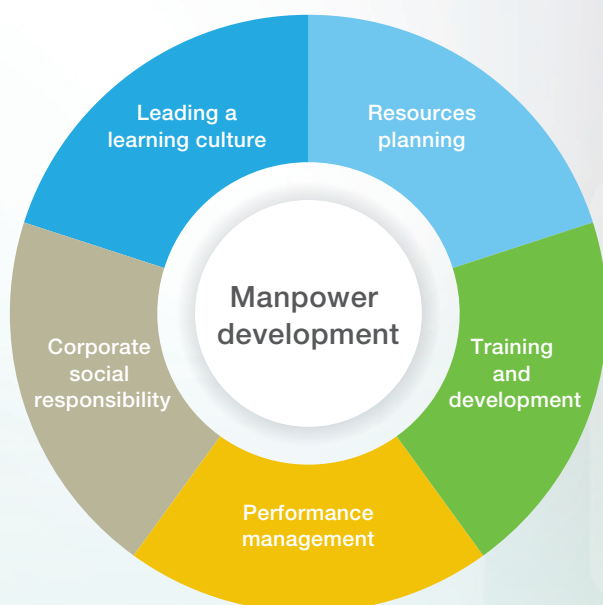 Leading a
learning culture
Resources
planning
Manpower
development
Corporate
social
responsibility
Training
and
development
Performance
management